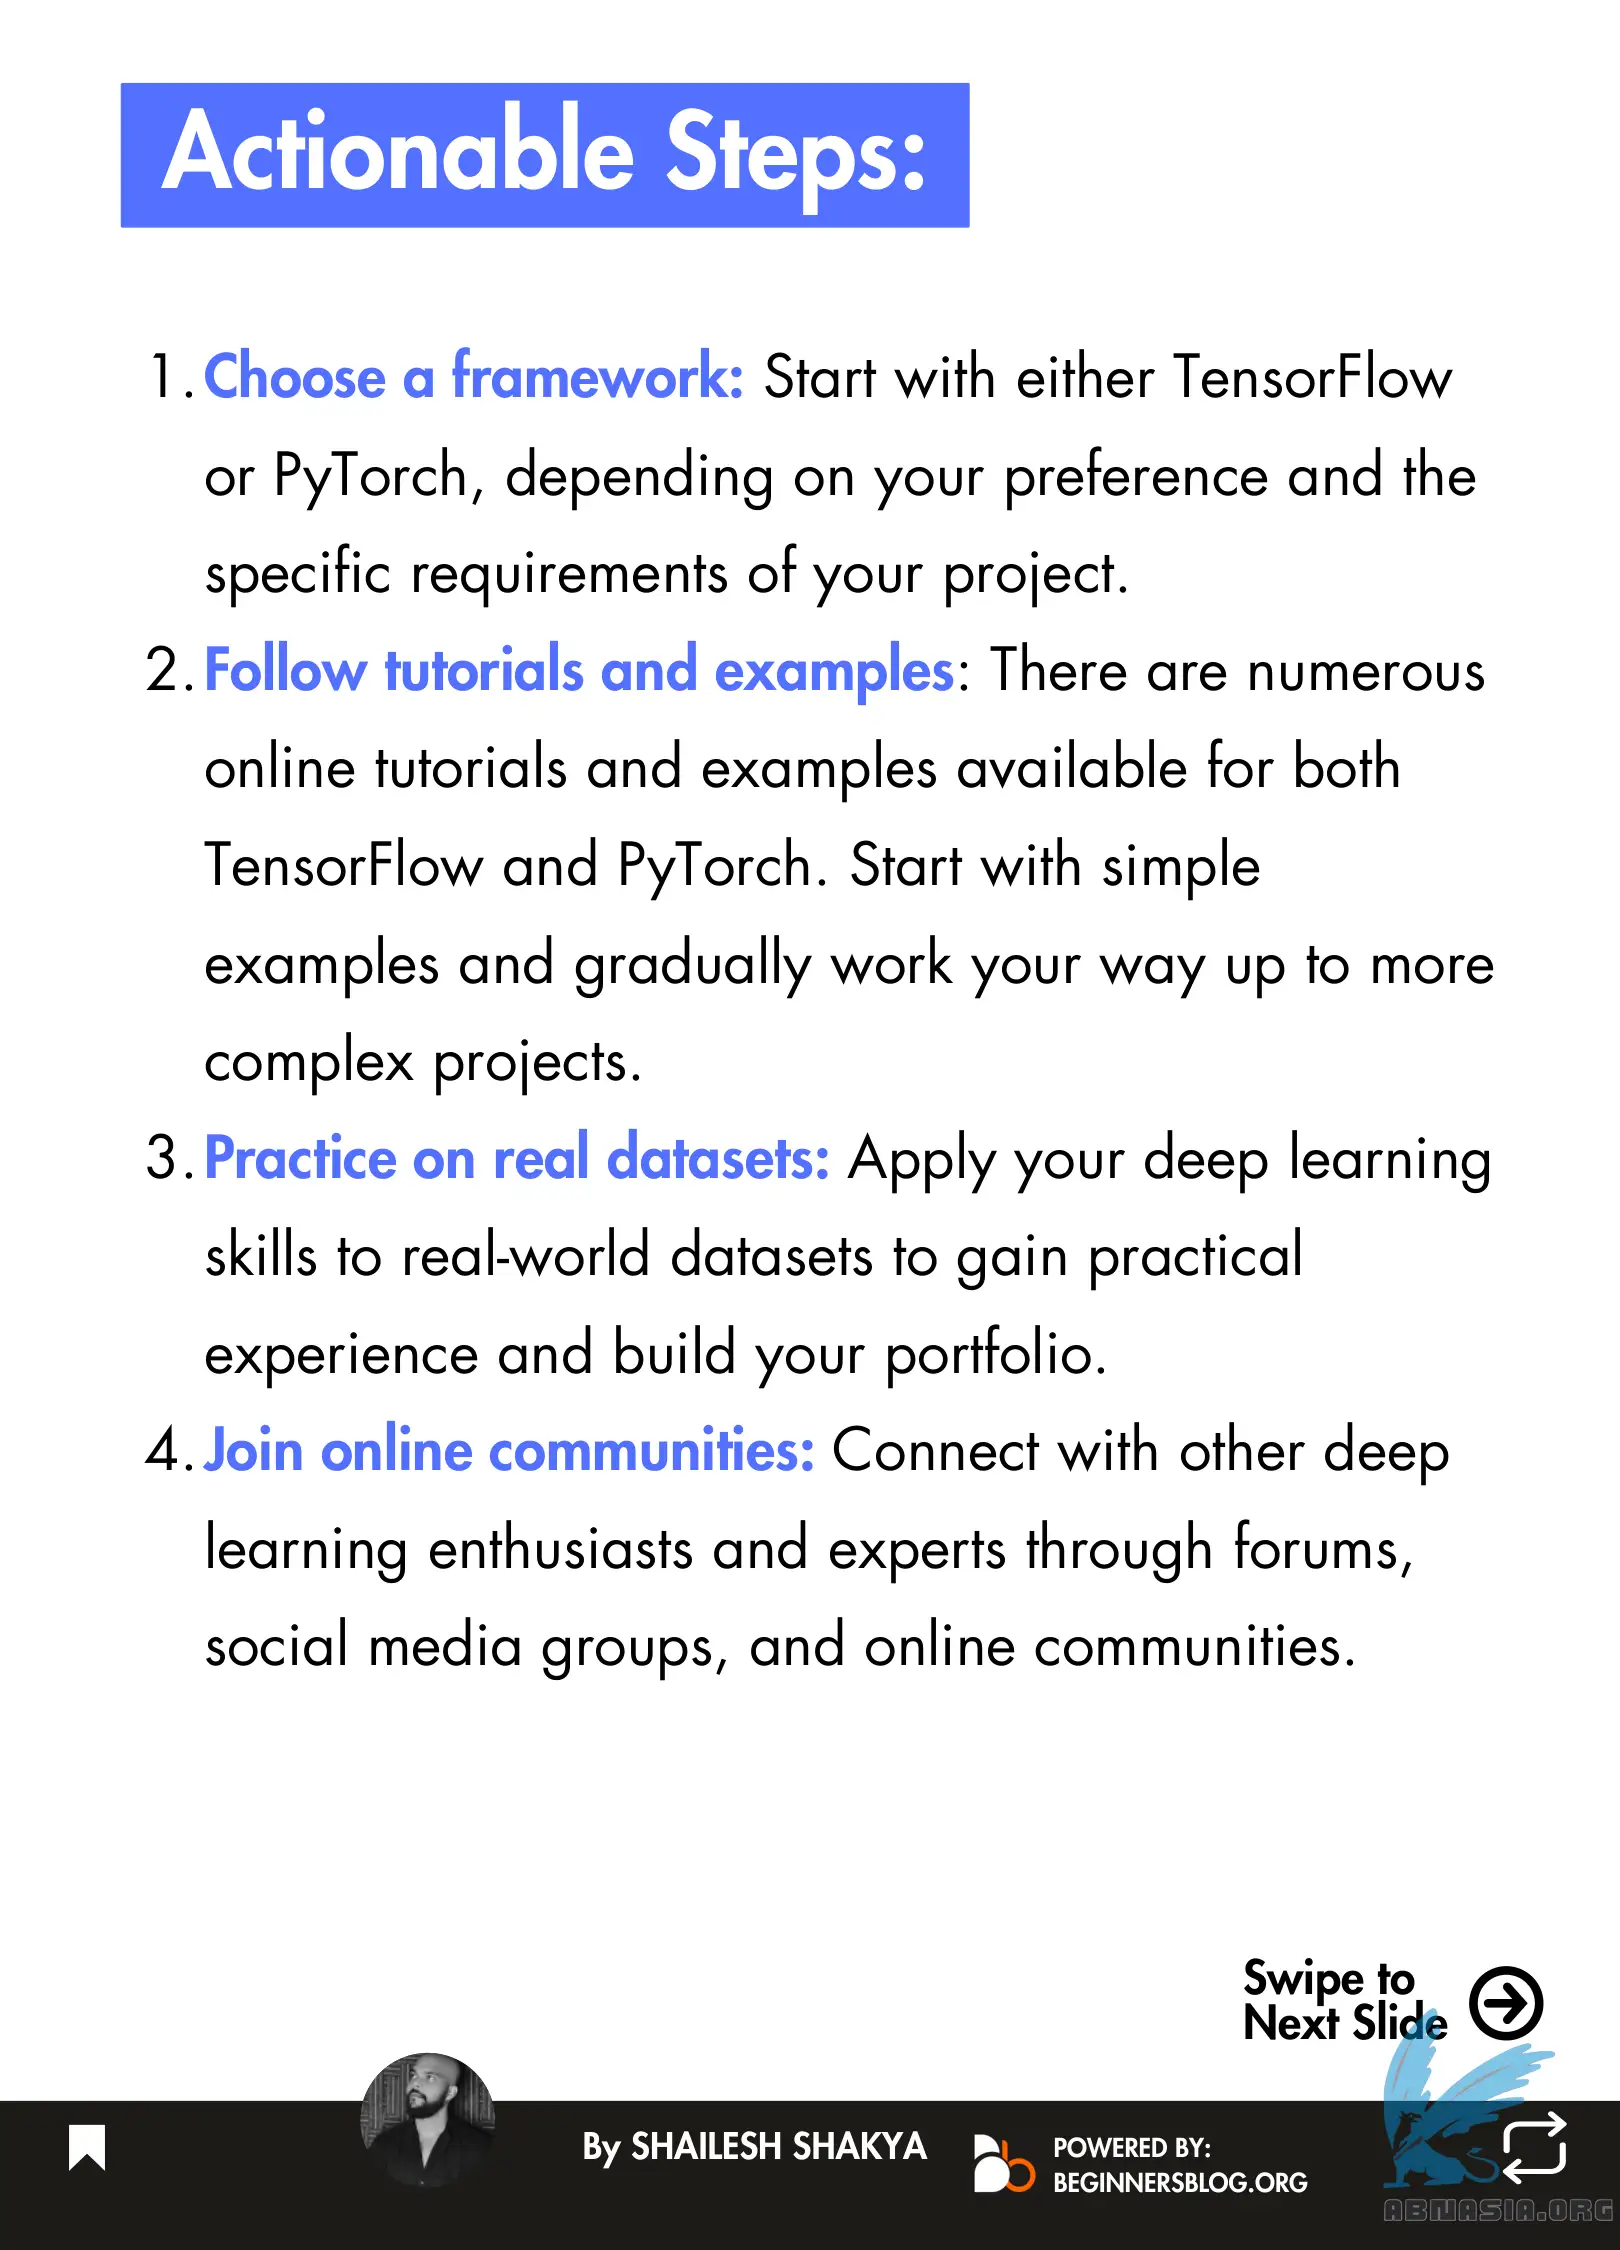 Actionable Steps:
1. Choose a framework: Start with either TensorFlow
or PyTorch, depending on your preference and the
specific requirements of your project.
2. Follow tutorials and examples: There are numerous
online tutorials and examples available for both
TensorFlow and PyTorch. Start with simple
examples and gradually work your way up to more
complex projects.
3. Practice on real datasets: Apply your deep learning
skills to real-world datasets to gain practical
experience and build your portfolio.
4. Join online communities: Connect with other deep
learning enthusiasts and experts through forums,
social media groups, and online communities.
Swipe to
Next Slide
By SHAILESH SHAKYA
POWERED BY:
BEGINNERSBLOG.ORG
ABNASIA.ORG